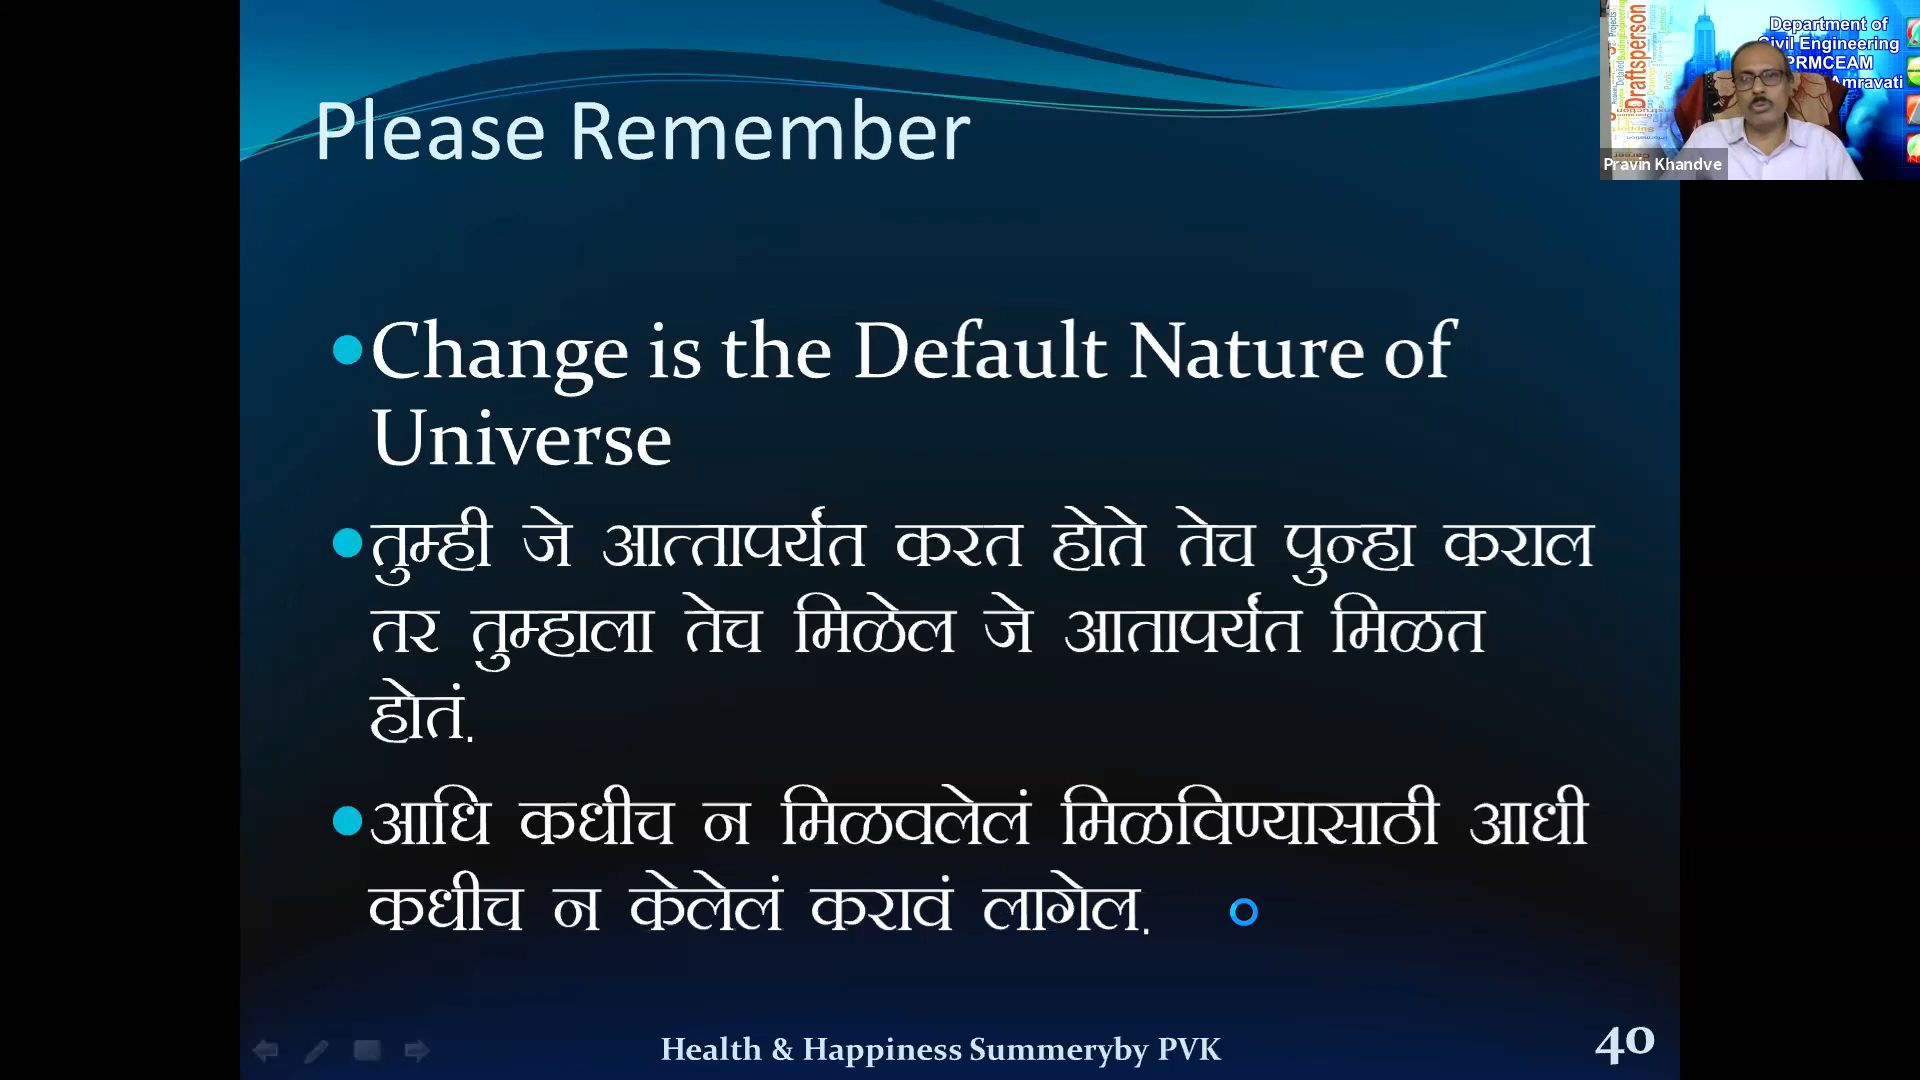 Please Remember
Change is the Default Nature of
Universe
तुम्ही जे आत्तापर्यंत करत होते तेच पुन्हा कराल
तर तुम्हाला तेच मिळेल जे आतापर्यंत मिळत
होतं.
आधि कधीच न मिळवलेलं मिळविण्यासाठी आधी
कधीच न केलेलं करावं लागेल.
Health & Happiness Summeryby PVK
40
Department of
Civil Engineering
PRMCEAM
Amravati
Draftsperson
Pravin Khandve